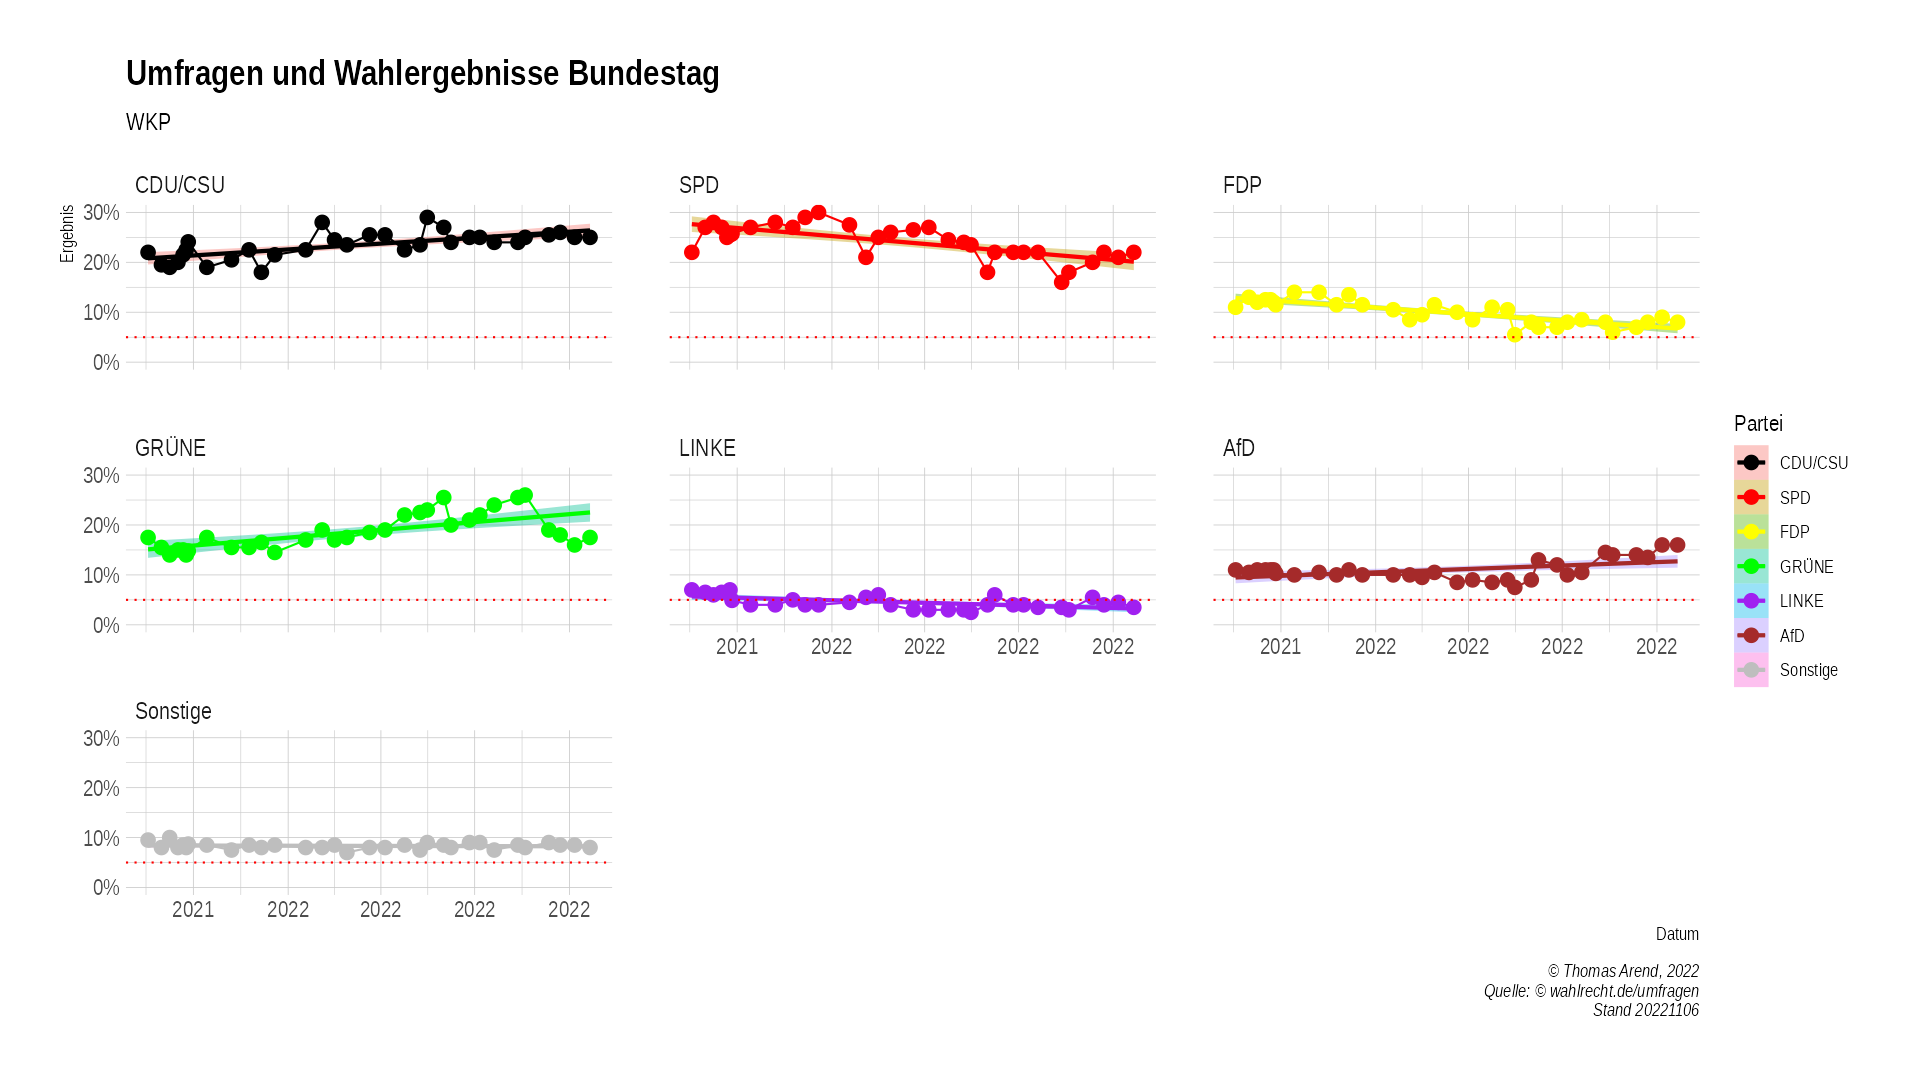 Umfragen und Wahlergebnisse Bundestag
WKP
CDU/CSU
SPD
FDP
Ergebnis
30%
20%
10%
0%
GRÜNE
LINKE
AfD
30%
20%
10%
0%
2021 2022 2022 2022 2022
2021 2022 2022 2022 2022
Sonstige
30%
20%
10%
0%
2021 2022 2022 2022 2022
Partei
CDU/CSU
SPD
FDP
GRÜNE
LINKE
AfD
Sonstige
Datum
© Thomas Arend, 2022
Quelle: © wahlrecht.de/umfragen
Stand 20221106